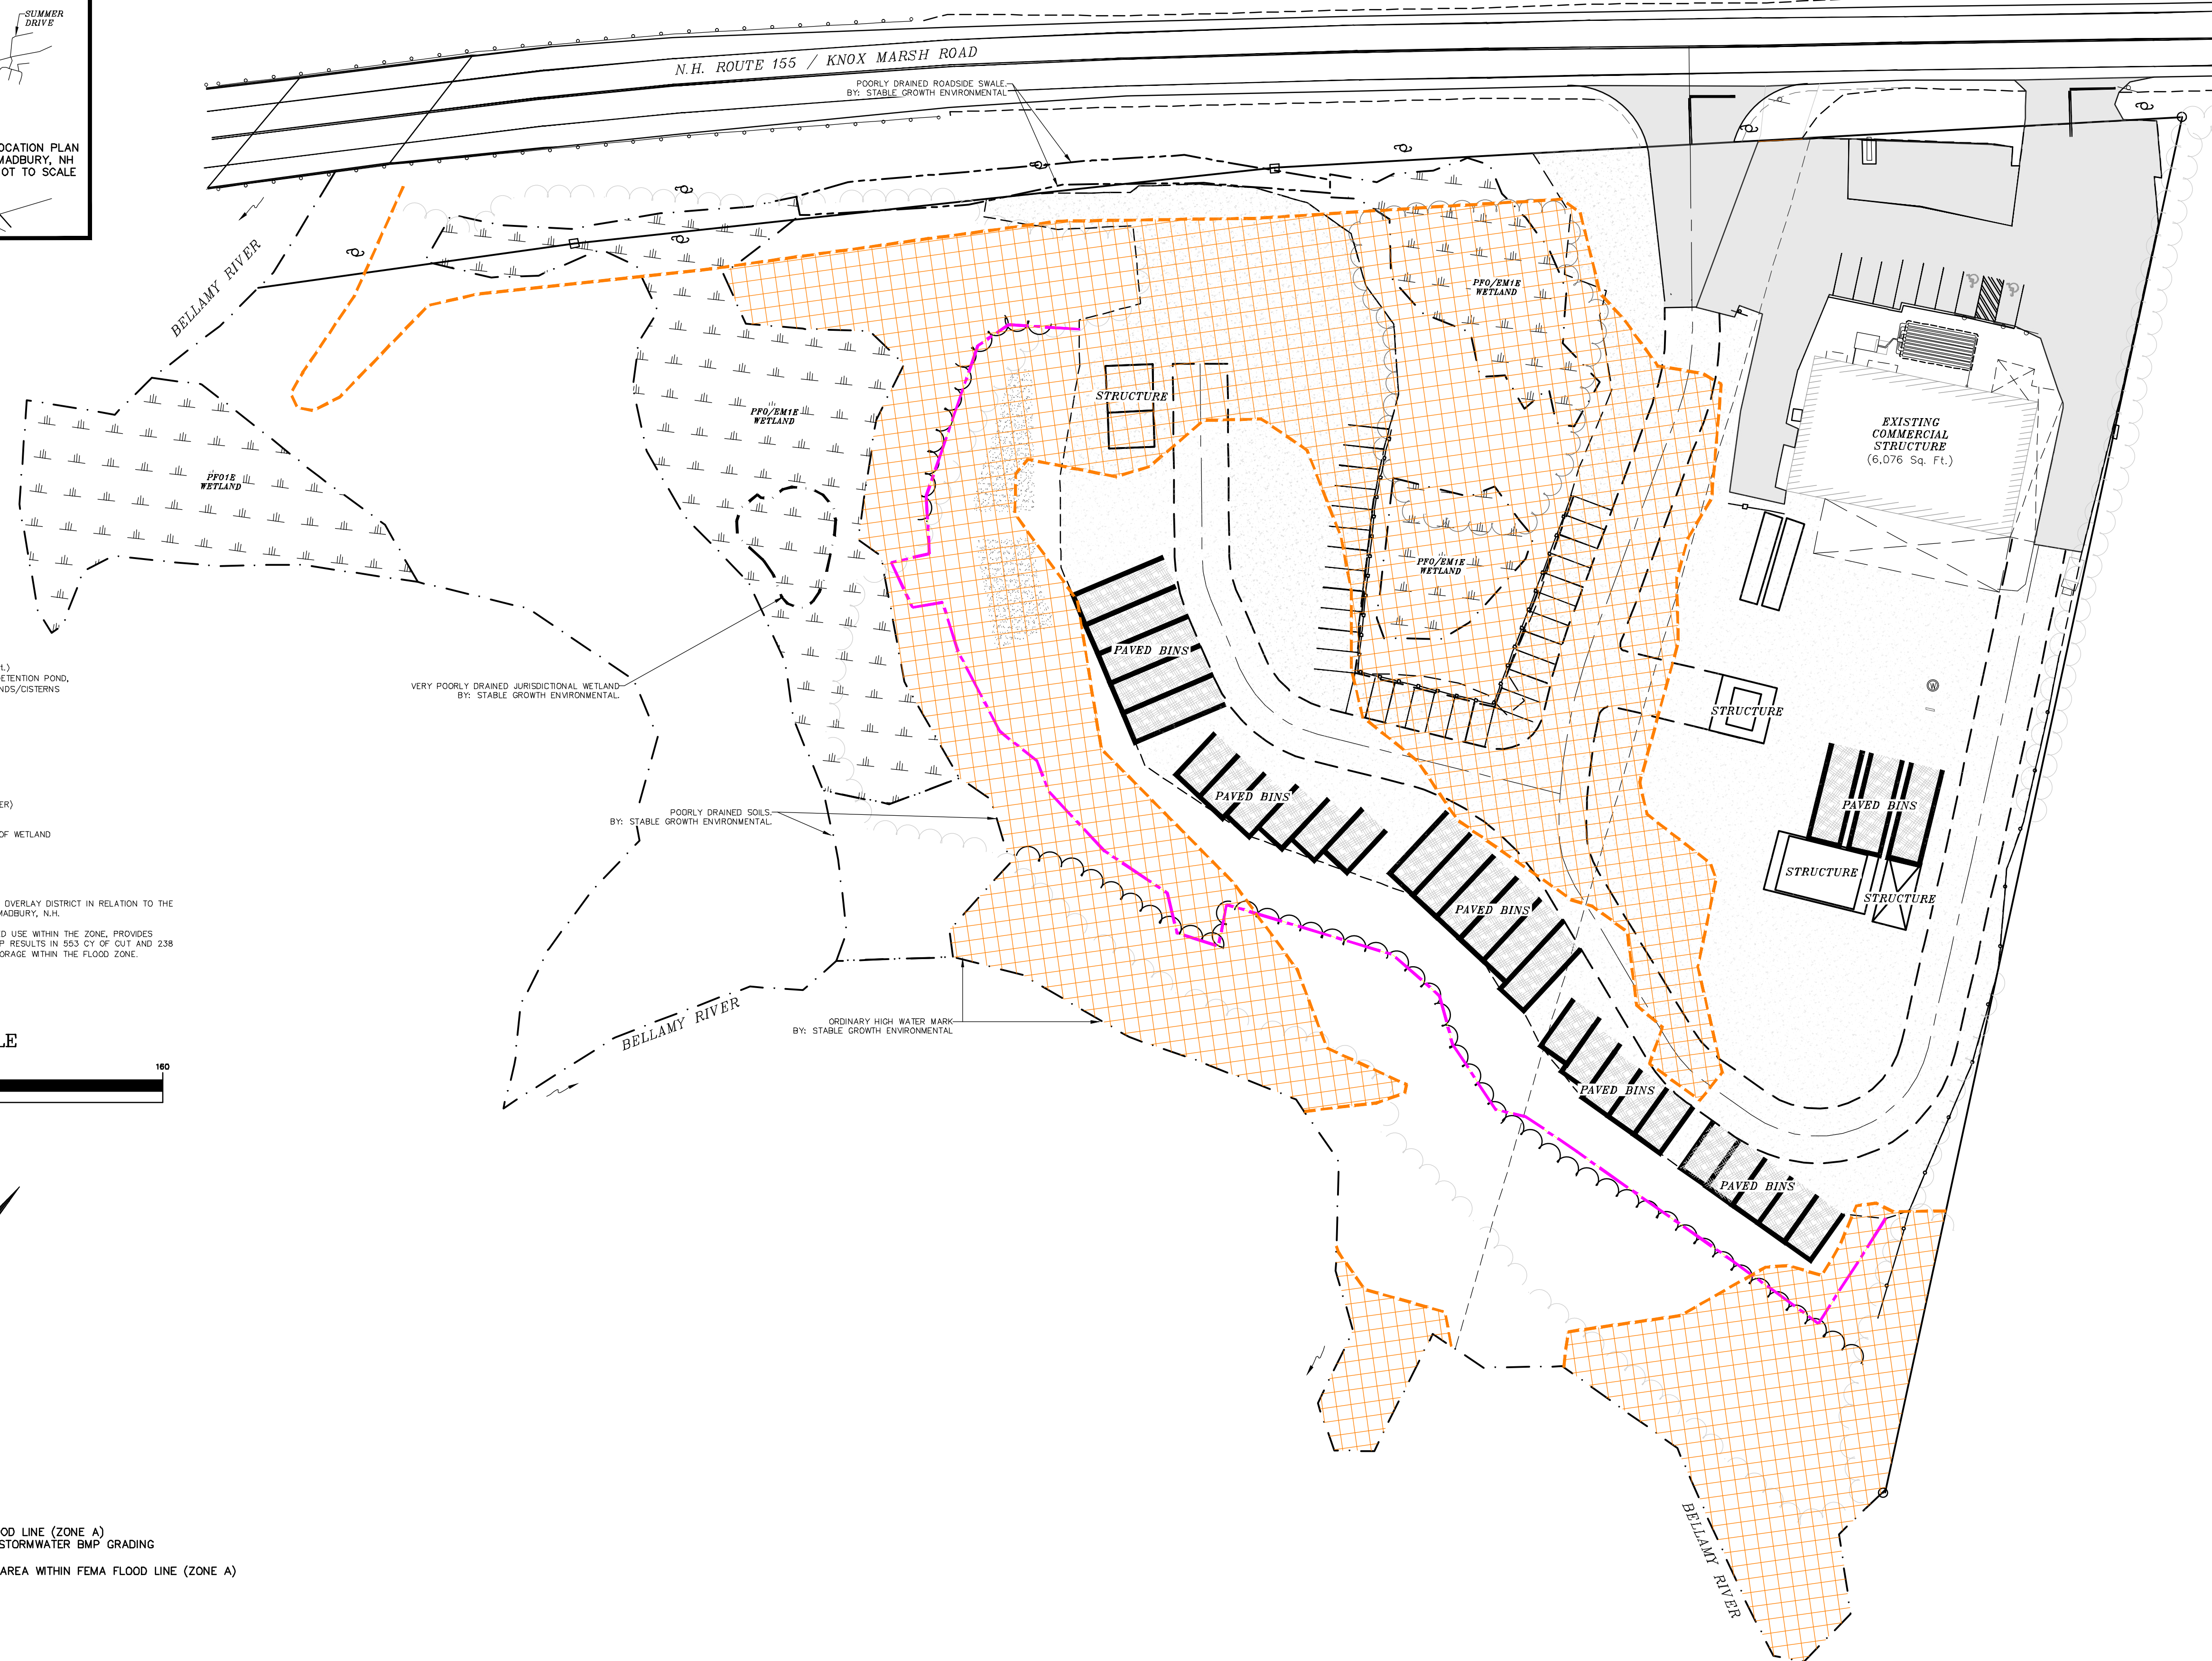 SUMMER
DRIVE
OCATION PLAN
MADBURY, NH
OT TO SCALE
N.H. ROUTE 155 / KNOX MARSH ROAD
POORLY DRAINED ROADSIDE SWALE.
BY: STABLE GROWTH ENVIRONMENTAL
BELLAMY RIVER
PFO/EM1E
WETLAND
STRUCTURE
PFO/EM1E
WETLAND
EXISTING
COMMERCIAL
STRUCTURE
(6,076 Sq. Ft.)
PFO1E
WETLAND
PFO/EM1E
WETLAND
PAVED BINS
t.)
ETENTION POND,
NDS/CISTERNS
VERY POORLY DRAINED JURISDICTIONAL WETLAND
BY: STABLE GROWTH ENVIRONMENTAL.
W
STRUCTURE
PAVED BINS
PAVED BINS
ER)
POORLY DRAINED SOILS.
BY: STABLE GROWTH ENVIRONMENTAL.
OF WETLAND
STRUCTURE
STRUCTURE
PAVED BINS
OVERLAY DISTRICT IN RELATION TO THE
MADBURY, N.H.
ED USE WITHIN THE ZONE, PROVIDES
P RESULTS IN 553 CY OF CUT AND 238
ORAGE WITHIN THE FLOOD ZONE.
BELLAMY RIVER
ORDINARY HIGH WATER MARK
BY: STABLE GROWTH ENVIRONMENTAL
LE
160
PAVED BINS
PAVED BINS
OD LINE (ZONE A)
STORMWATER BMP GRADING
AREA WITHIN FEMA FLOOD LINE (ZONE A)
BELLAMY RIVER